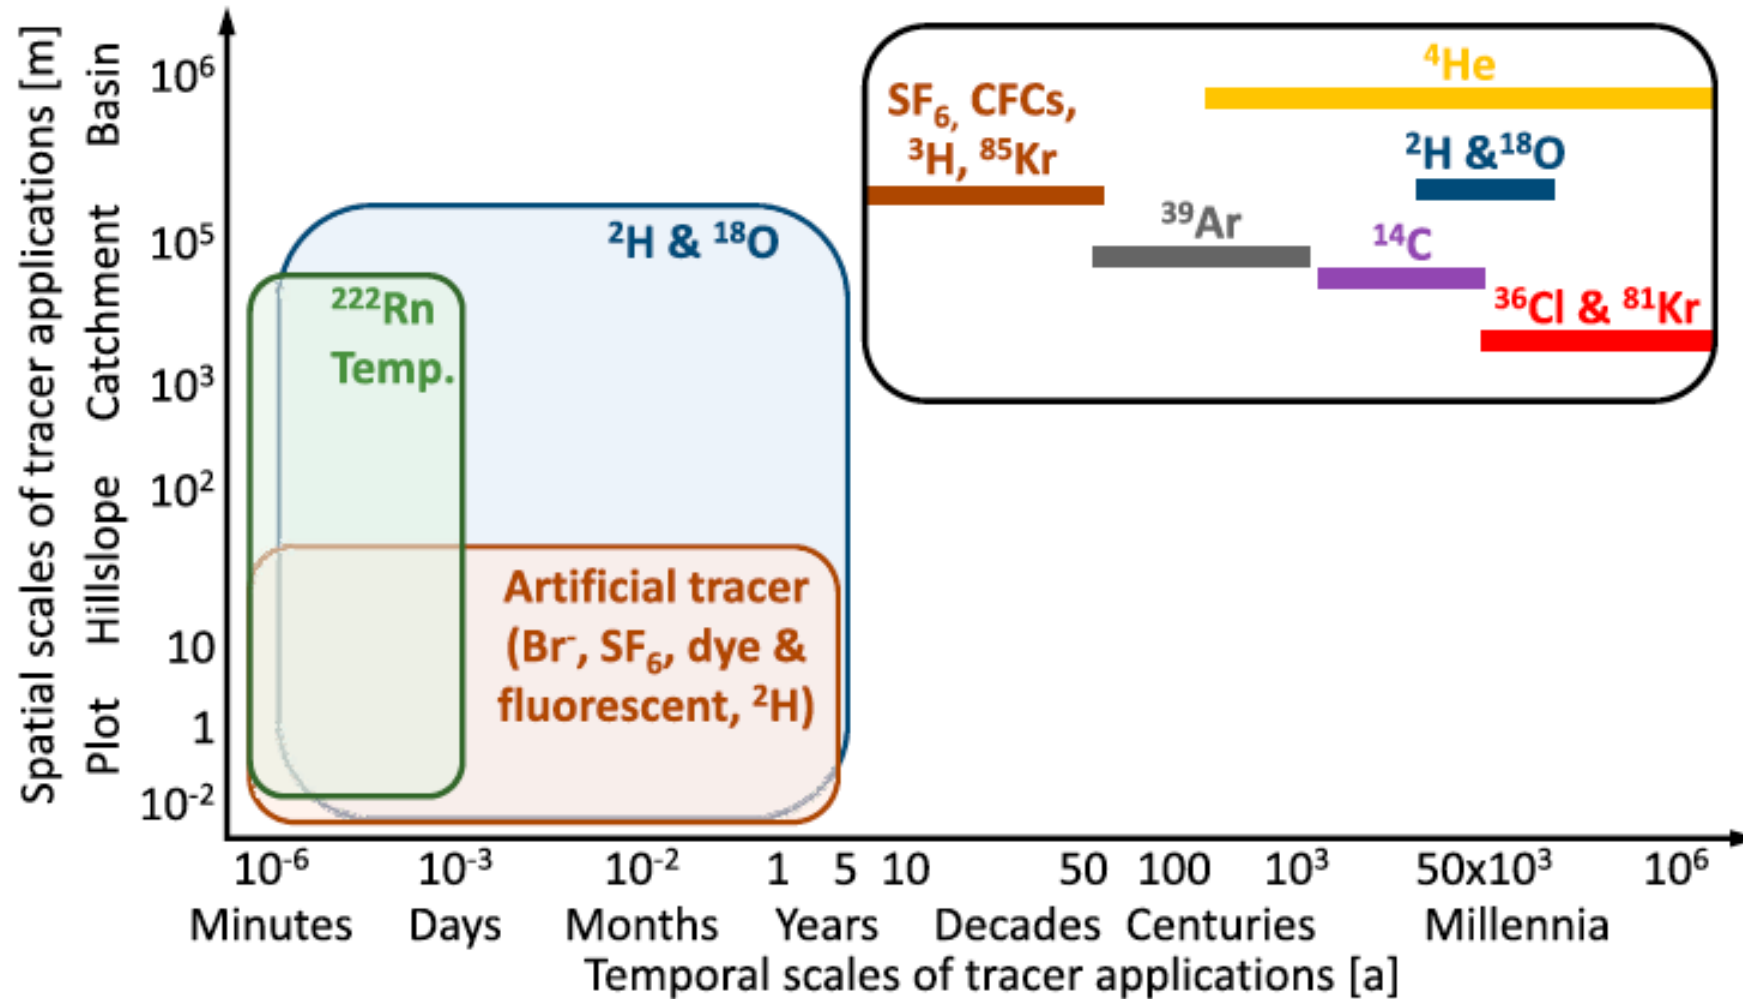 Spatial scales of tracer applications [m]
Basin
Catchment
Hillslope
Plot
10⁶
10⁵
10³
10²
10
1
10⁻²
²H & ¹⁸O
²²²Rn
Temp.
Artificial tracer
(Br⁻, SF₆, dye &
fluorescent, ²H)
SF₆, CFCs,
³H, ⁸⁵Kr
⁴He
²H &¹⁸O
³⁹Ar
¹⁴C
³⁶Cl & ⁸¹Kr
10⁻⁶ 10⁻³ 10⁻² 1 5 10 50 100 10³ 50x10³ 10⁶
Minutes Days Months Years Decades Centuries Millennia
Temporal scales of tracer applications [a]